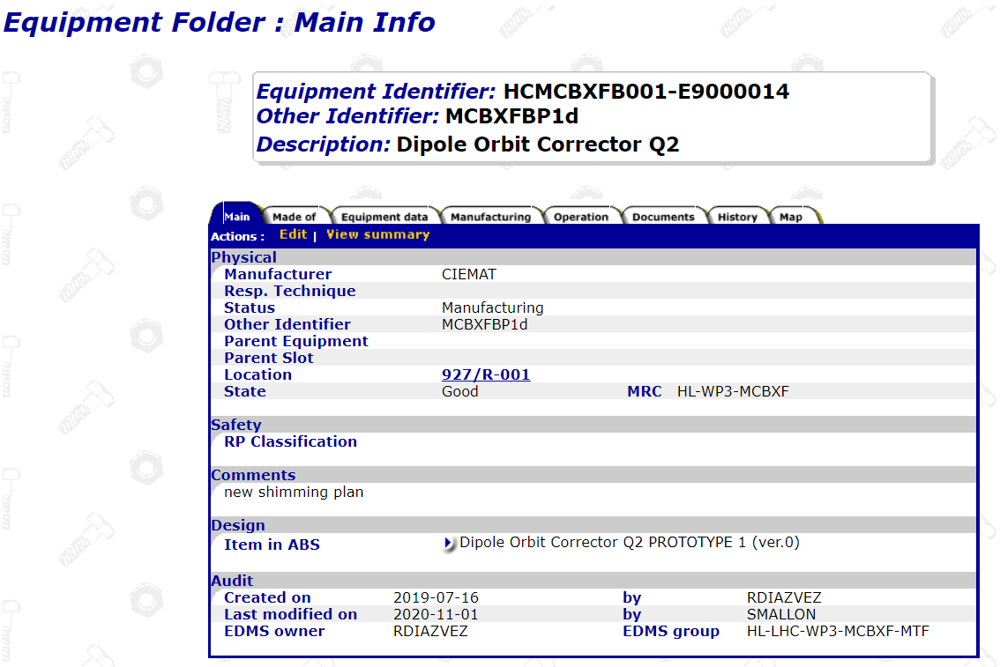 Equipment Folder : Main Info
Equipment Identifier: HCMCBXFB001-E9000014
Other Identifier: MCBXFBP1d
Description: Dipole Orbit Corrector Q2
Main Made of Equipment data Manufacturing Operation Documents History Map
Actions : Edit | View summary
Physical
Manufacturer CIEMAT
Resp. Technique
Status Manufacturing
Other Identifier MCBXFBP1d
Parent Equipment
Parent Slot
Location 927/R-001
State Good MRC HL-WP3-MCBXF
Safety
RP Classification
Comments
new shimming plan
Design
Item in ABS Dipole Orbit Corrector Q2 PROTOTYPE 1 (ver.0)
Audit
Created on 2019-07-16 by RDIAZVEZ
Last modified on 2020-11-01 by SMALLON
EDMS owner RDIAZVEZ EDMS group HL-LHC-WP3-MCBXF-MTF